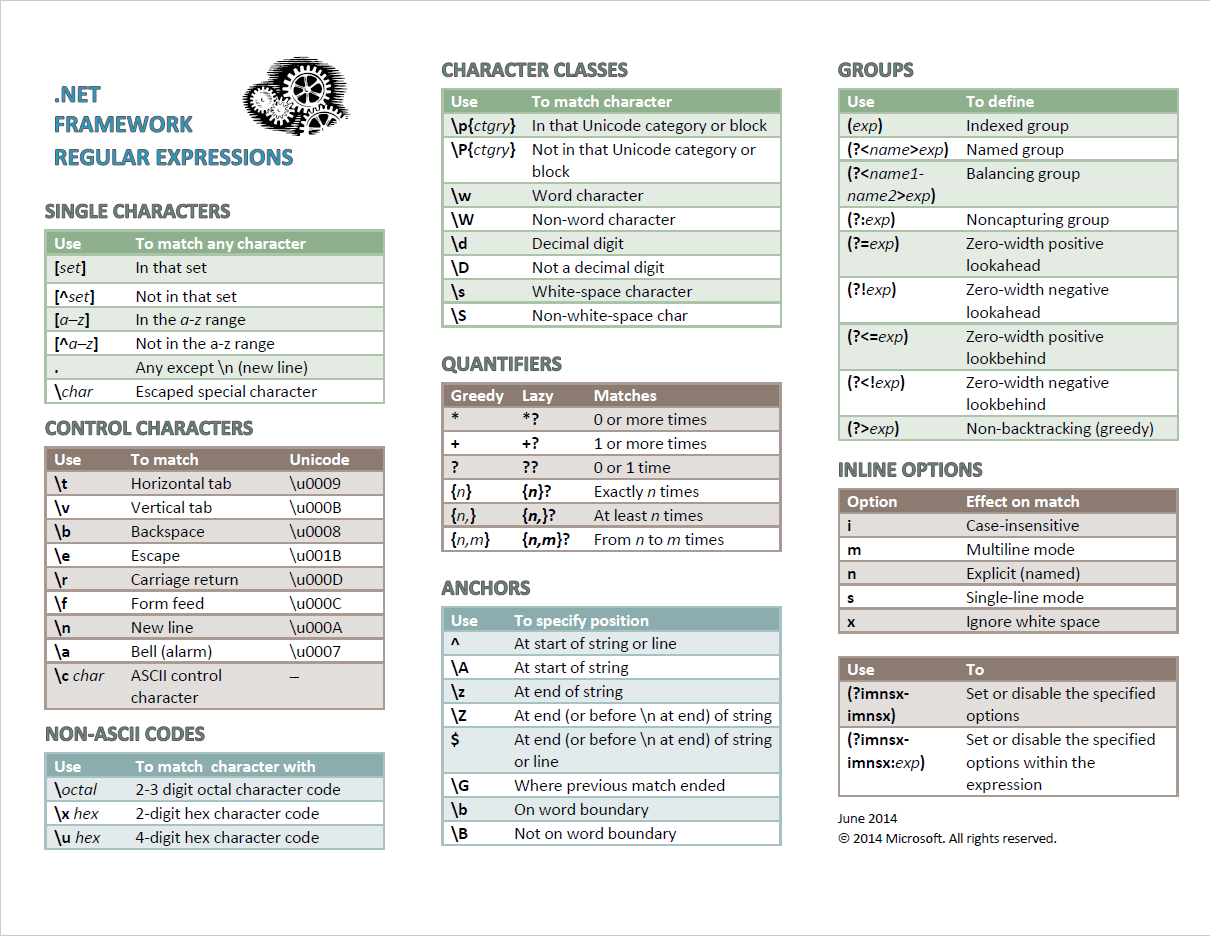 .NET
FRAMEWORK
REGULAR EXPRESSIONS
SINGLE CHARACTERS
Use To match any character
[set] In that set
[^set] Not in that set
[a–z] In the a-z range
[^a–z] Not in the a-z range
. Any except \n (new line)
\char Escaped special character
CONTROL CHARACTERS
Use To match Unicode
\t Horizontal tab \u0009
\v Vertical tab \u000B
\b Backspace \u0008
\e Escape \u001B
\r Carriage return \u000D
\f Form feed \u000C
\n New line \u000A
\a Bell (alarm) \u0007
\c char ASCII control –
character
NON-ASCII CODES
Use To match character with
\octal 2-3 digit octal character code
\x hex 2-digit hex character code
\u hex 4-digit hex character code
CHARACTER CLASSES
Use To match character
\p{ctgry} In that Unicode category or block
\P{ctgry} Not in that Unicode category or
block
\w Word character
\W Non-word character
\d Decimal digit
\D Not a decimal digit
\s White-space character
\S Non-white-space char
QUANTIFIERS
Greedy Lazy Matches
* *? 0 or more times
+ +? 1 or more times
? ?? 0 or 1 time
{n} {n}? Exactly n times
{n,} {n,}? At least n times
{n,m} {n,m}? From n to m times
ANCHORS
Use To specify position
^ At start of string or line
\A At start of string
\z At end of string
\Z At end (or before \n at end) of string
$ At end (or before \n at end) of string
or line
\G Where previous match ended
\b On word boundary
\B Not on word boundary
GROUPS
Use To define
(exp) Indexed group
(?<name>exp) Named group
(?<name1- Balancing group
name2>exp)
(?:exp) Noncapturing group
(?=exp) Zero-width positive
lookahead
(?!exp) Zero-width negative
lookahead
(?<=exp) Zero-width positive
lookbehind
(?<!exp) Zero-width negative
lookbehind
(?>exp) Non-backtracking (greedy)
INLINE OPTIONS
Option Effect on match
i Case-insensitive
m Multiline mode
n Explicit (named)
s Single-line mode
x Ignore white space
Use To
(?imnsx- Set or disable the specified
imnsx) options
(?imnsx- Set or disable the specified
imnsx:exp) options within the
expression
June 2014
© 2014 Microsoft. All rights reserved.